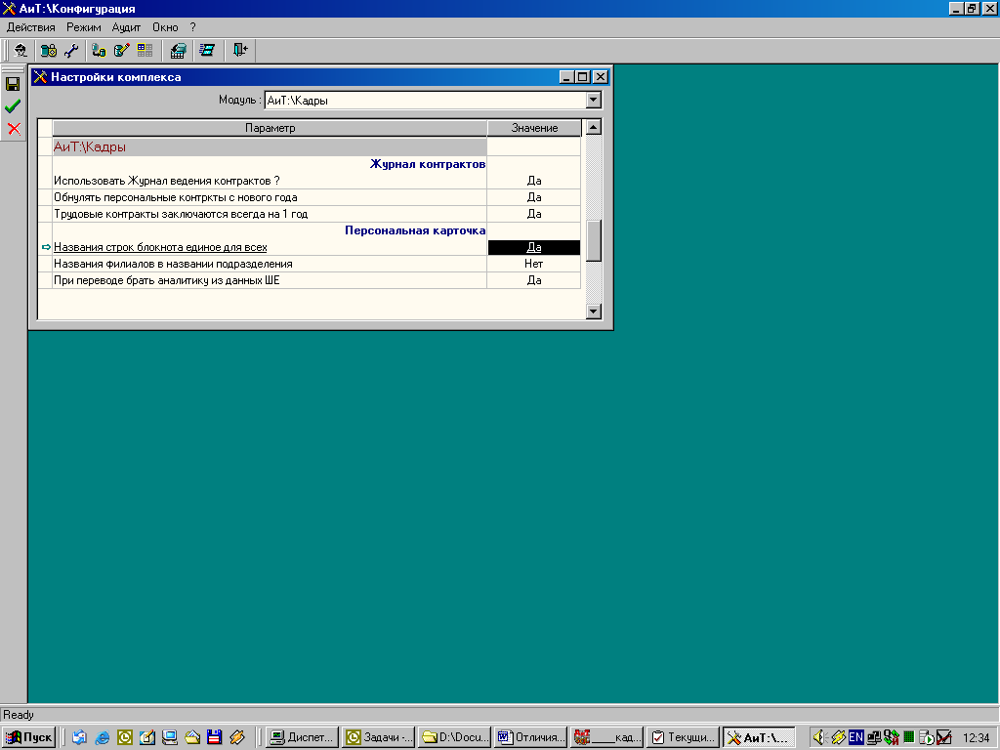 АиТ:\Конфигурация
Действия Режим Аудит Окно ?
Настройки комплекса
Модуль : АиТ:\Кадры
Параметр Значение
АиТ:\Кадры
Журнал контрактов
Использовать Журнал ведения контрактов ? Да
Обнулять персональные контркты с нового года Да
Трудовые контракты заключаются всегда на 1 год Да
Персональная карточка
Названия строк блокнота единое для всех Да
Названия филиалов в названии подразделения Нет
При переводе брать аналитику из данных ШЕ Да
Ready
Пуск Диспет... Задачи -... D:\Docu... Отличия... ____кад... Текущи... АиТ:\... EN 12:34